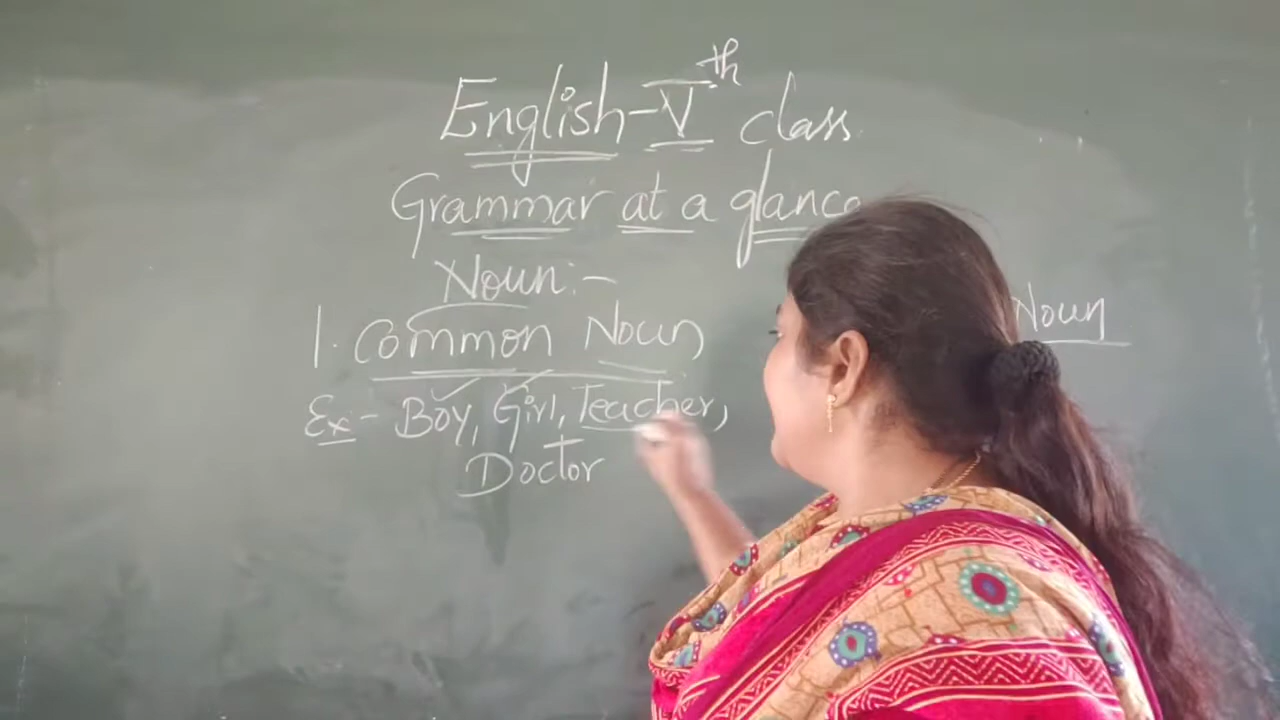 English-Vth class
Grammar at a glance
Noun:-
1. Common Noun
Noun
Ex:- Boy, Girl, Teacher,
Doctor